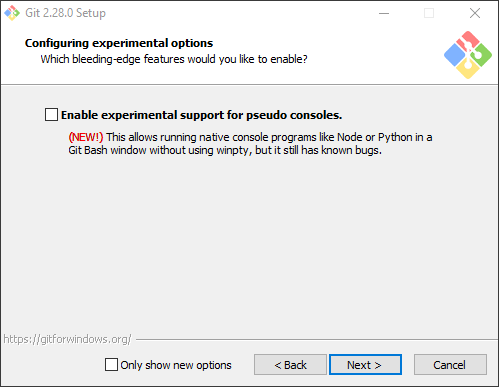 Git 2.28.0 Setup
Configuring experimental options
Which bleeding-edge features would you like to enable?
Enable experimental support for pseudo consoles.
(NEW!) This allows running native console programs like Node or Python in a
Git Bash window without using winpty, but it still has known bugs.
https://gitforwindows.org/
Only show new options
< Back
Next >
Cancel